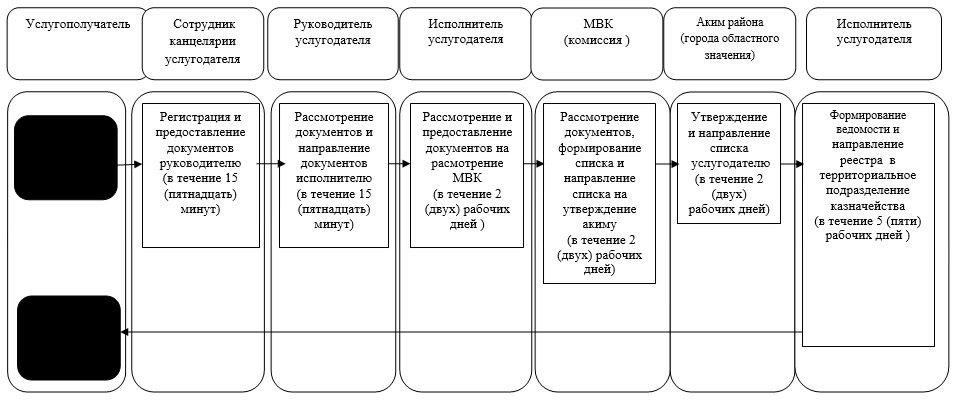 Услугополучатель
Сотрудник
канцелярии
услугодателя
Руководитель
услугодателя
Исполнитель
услугодателя
МВК
(комиссия )
Аким района
(города областного
значения)
Исполнитель
услугодателя
Регистрация и
предоставление
документов
руководителю
(в течение 15
(пятнадцать)
минут)
Рассмотрение
документов и
направление
документов
исполнителю
(в течение 15
(пятнадцать)
минут)
Рассмотрение и
предоставление
документов на
расмотрение
МВК
(в течение 2
(двух) рабочих
дней )
Рассмотрение
документов,
формирование
списка и
направление
списка на
утверждение
акиму
(в течение 2
(двух) рабочих
дней)
Утверждение
и направление
списка
услугодателю
(в течение 2
(двух)
рабочих дней)
Формирование
ведомости и
направление
реестра в
территориальное
подразделение
казначейства
(в течение 5 (пяти)
рабочих дней )